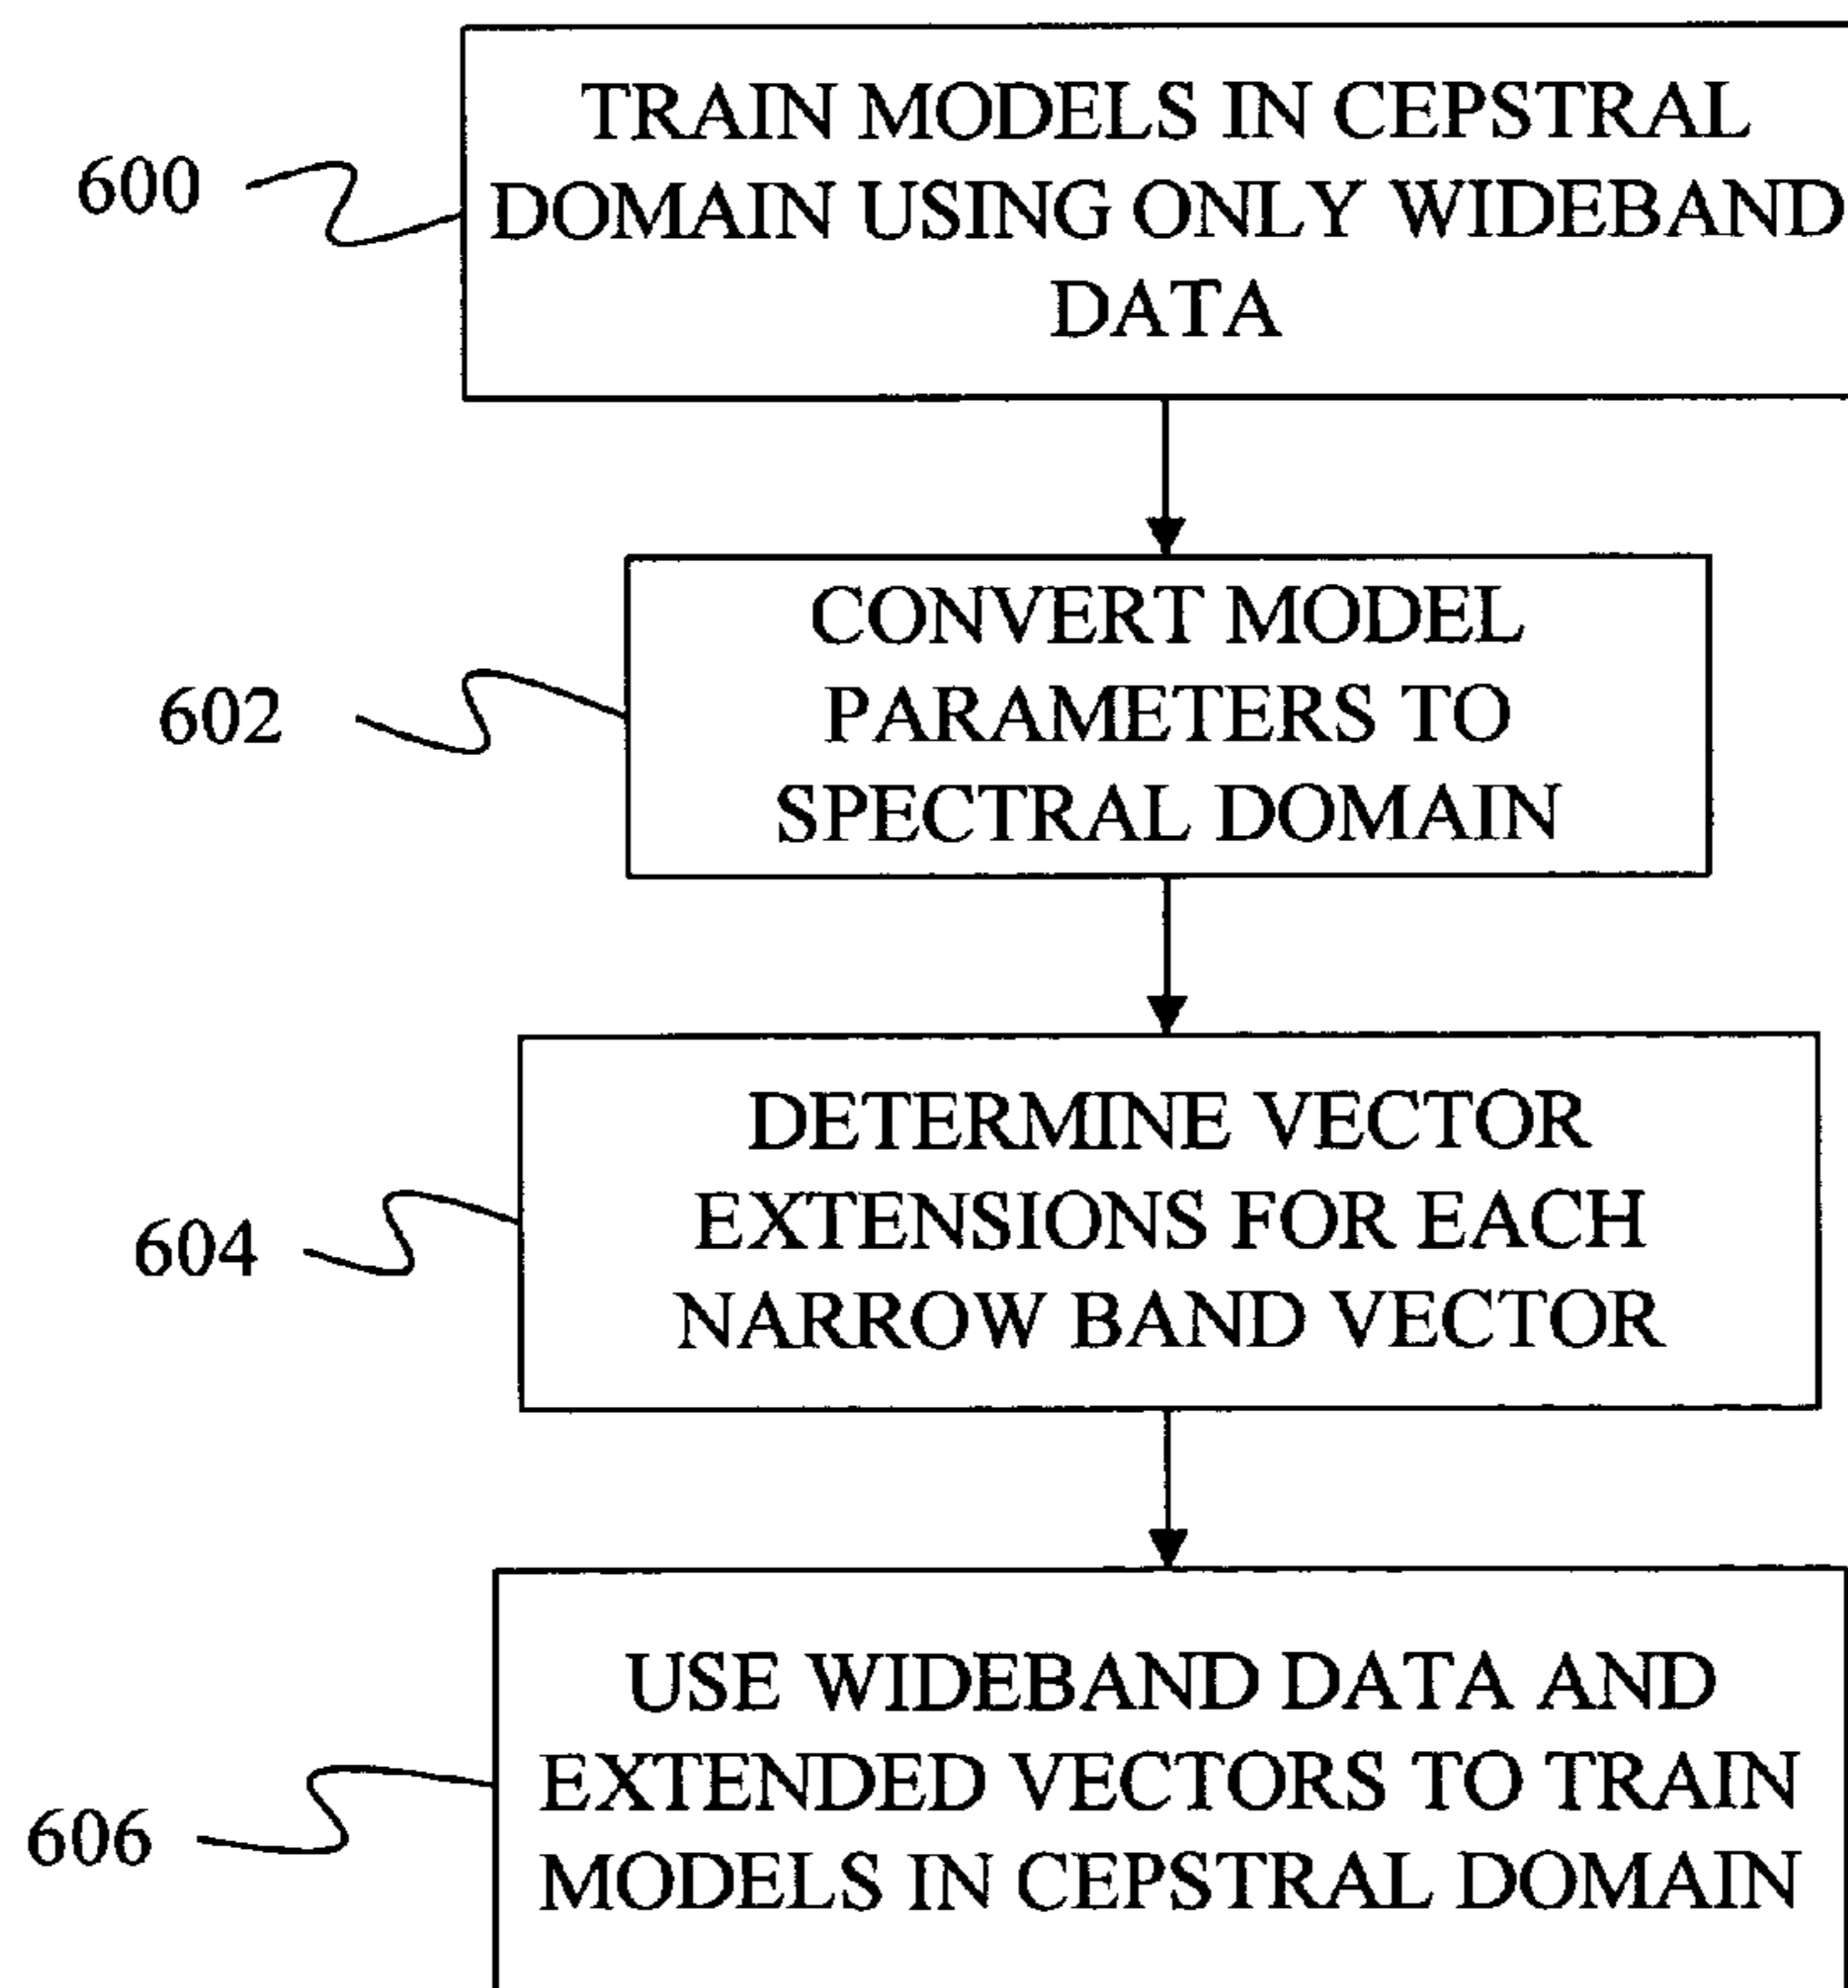 600
TRAIN MODELS IN CEPSTRAL
DOMAIN USING ONLY WIDEBAND
DATA
602
CONVERT MODEL
PARAMETERS TO
SPECTRAL DOMAIN
604
DETERMINE VECTOR
EXTENSIONS FOR EACH
NARROW BAND VECTOR
606
USE WIDEBAND DATA AND
EXTENDED VECTORS TO TRAIN
MODELS IN CEPSTRAL DOMAIN